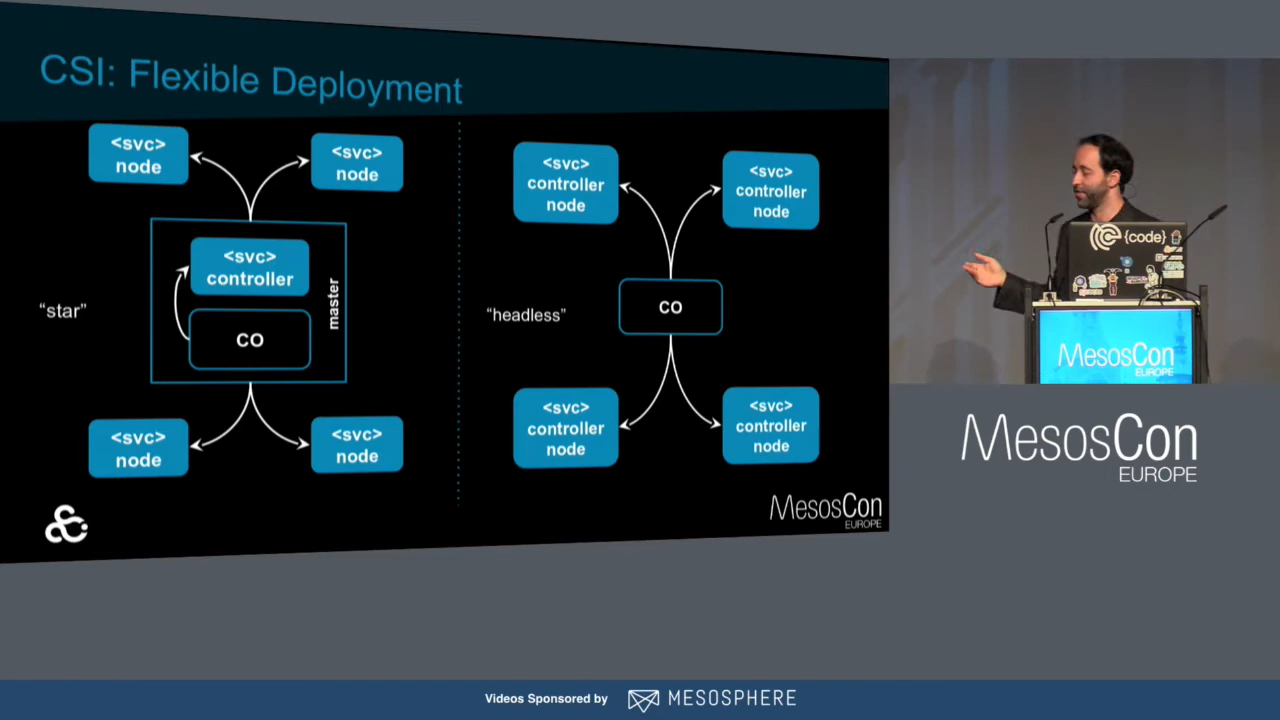 CSI: Flexible Deployment
<svc>
node
<svc>
node
<svc>
controller
CO
master
"star"
<svc>
node
<svc>
node
<svc>
controller
node
<svc>
controller
node
CO
"headless"
<svc>
controller
node
<svc>
controller
node
MesosCon
EUROPE
{code}
MesosCon
EUROPE
MesosCon
EUROPE
Videos Sponsored by
MESOSPHERE